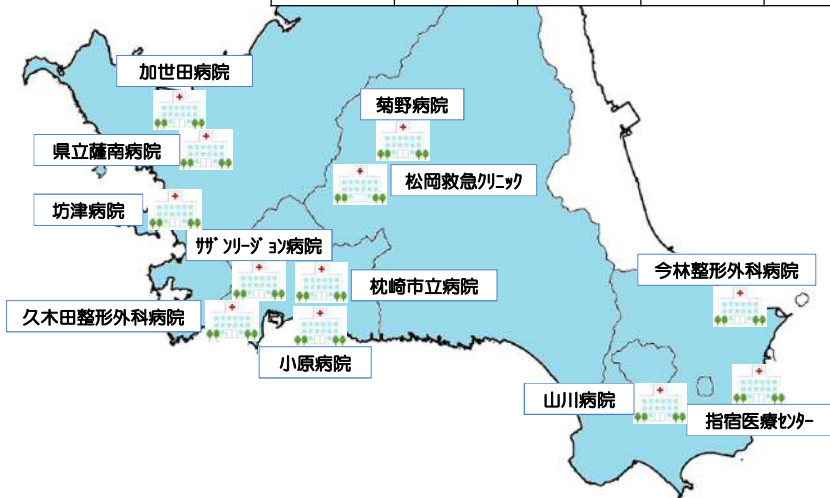 加世田病院
菊野病院
県立薩南病院
松岡救急ｸﾘﾆｯｸ
坊津病院
ｻｻﾞﾝﾘｰｼﾞｮﾝ病院
今林整形外科病院
枕崎市立病院
久木田整形外科病院
小原病院
山川病院
指宿医療ｾﾝﾀｰ